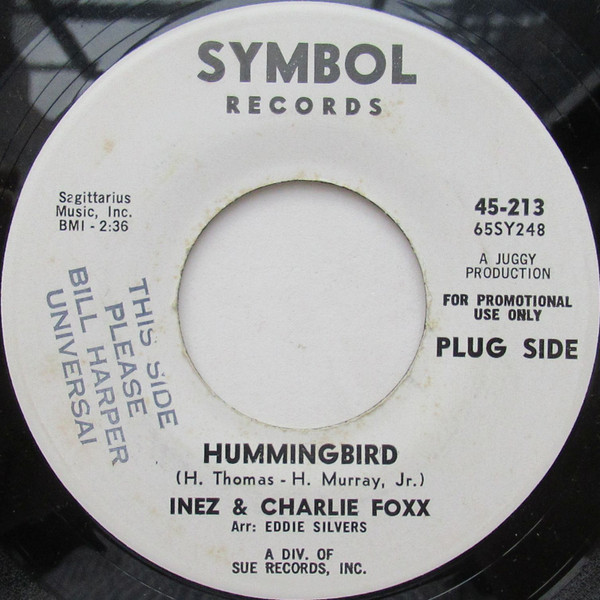 SYMBOL
RECORDS
Sagittarius
Music, Inc.
BMI - 2:36
45-213
65SY248
A JUGGY
PRODUCTION
FOR PROMOTIONAL
USE ONLY
PLUG SIDE
THIS SIDE
PLEASE
BILL HARPER
UNIVERSAl
HUMMINGBIRD
(H. Thomas - H. Murray, Jr.)
INEZ & CHARLIE FOXX
Arr: EDDIE SILVERS
A DIV. OF
SUE RECORDS, INC.